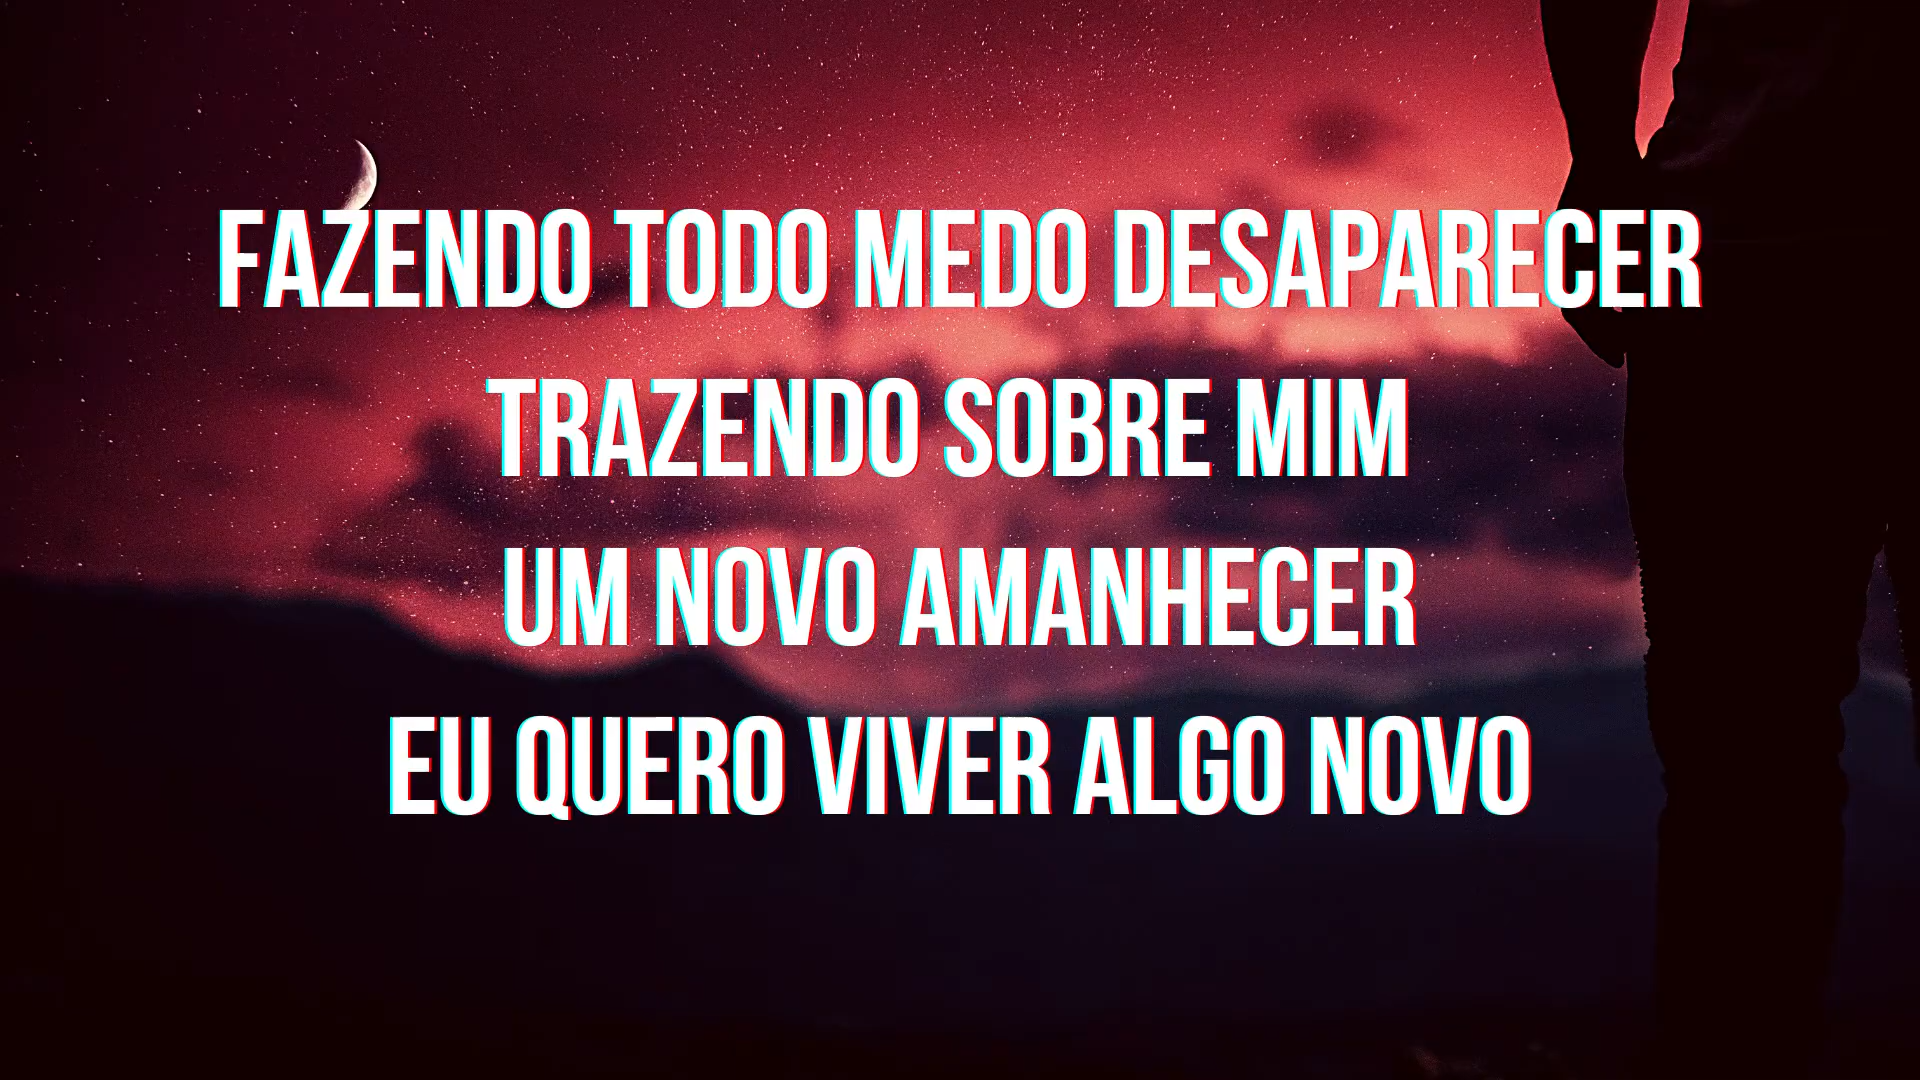 FAZENDO TODO MEDO DESAPARECER
TRAZENDO SOBRE MIM
UM NOVO AMANHECER
EU QUERO VIVER ALGO NOVO